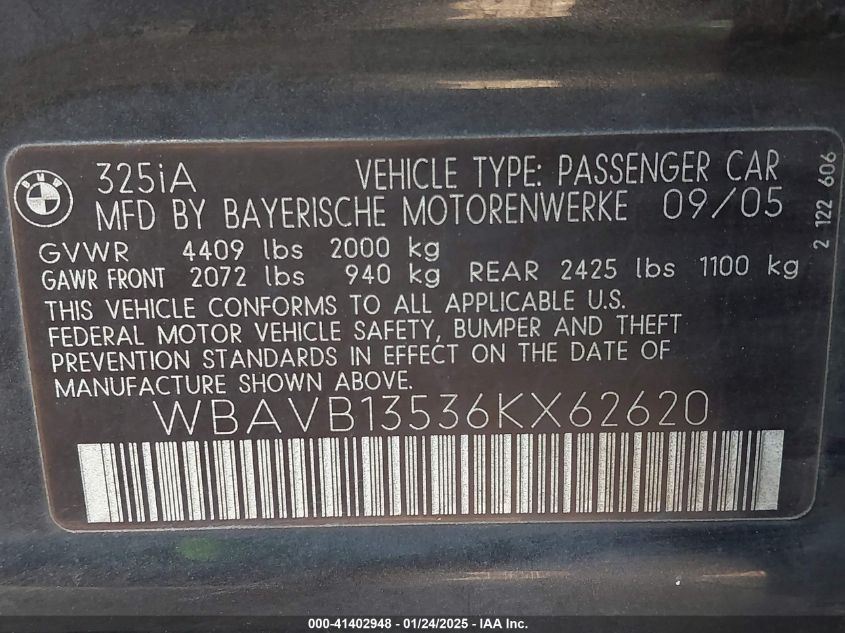 BMW 325iA VEHICLE TYPE: PASSENGER CAR
MFD BY BAYERISCHE MOTORENWERKE 09/05
GVWR 4409 lbs 2000 kg
GAWR FRONT 2072 lbs 940 kg REAR 2425 lbs 1100 kg
THIS VEHICLE CONFORMS TO ALL APPLICABLE U.S.
FEDERAL MOTOR VEHICLE SAFETY, BUMPER AND THEFT
PREVENTION STANDARDS IN EFFECT ON THE DATE OF
MANUFACTURE SHOWN ABOVE.
WBAVB13536KX62620
2 122 606
000-41402948 - 01/24/2025 - IAA Inc.